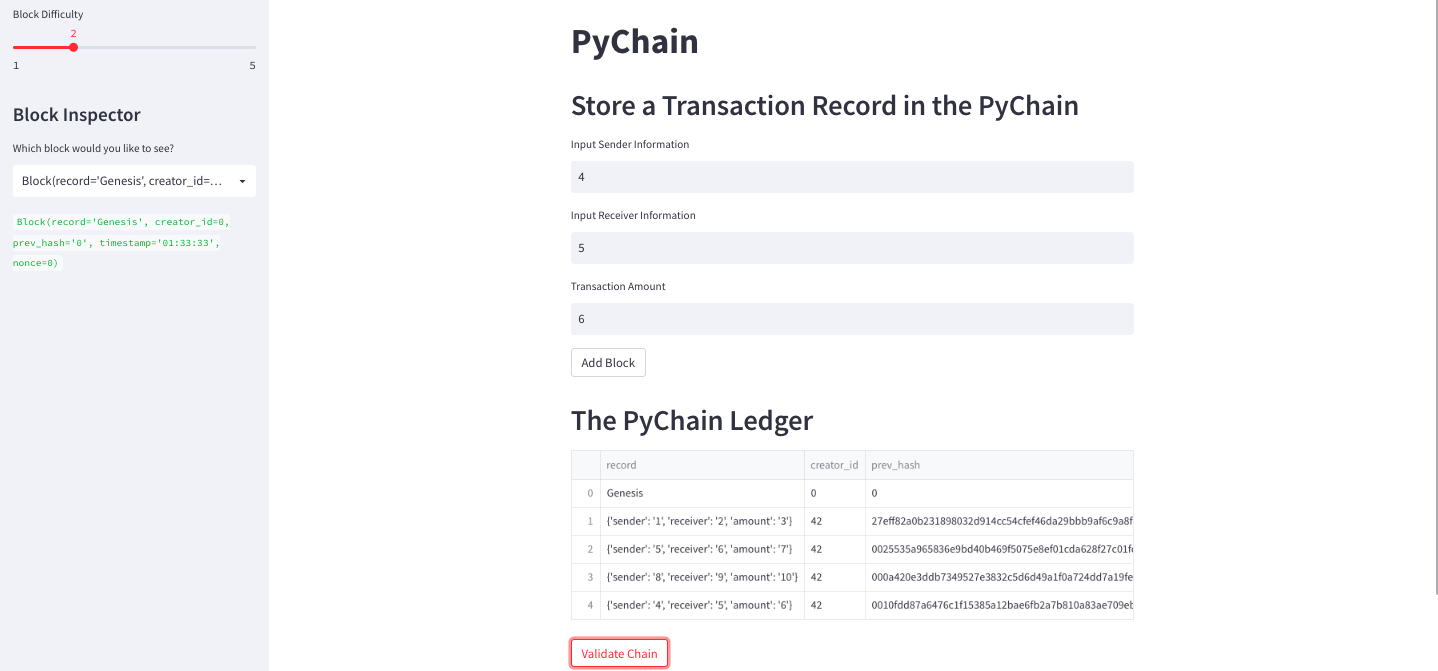 Block Difficulty
2
1 5
Block Inspector
Which block would you like to see?
Block(record='Genesis', creator_id=...
Block(record='Genesis', creator_id=0,
prev_hash='0', timestamp='01:33:33',
nonce=0)
PyChain
Store a Transaction Record in the PyChain
Input Sender Information
4
Input Receiver Information
5
Transaction Amount
6
Add Block
The PyChain Ledger
record creator_id prev_hash
0 Genesis 0 0
1 {'sender': '1', 'receiver': '2', 'amount': '3'} 42 27eff82a0b231898032d914cc54cfef46da29bbb9af6c9a8f
2 {'sender': '5', 'receiver': '6', 'amount': '7'} 42 0025535a965836e9bd40b469f5075e8ef01cda628f27c01f
3 {'sender': '8', 'receiver': '9', 'amount': '10'} 42 000a420e3ddb7349527e3832c5d6d49a1f0a724dd7a19fe
4 {'sender': '4', 'receiver': '5', 'amount': '6'} 42 0010fdd87a6476c1f15385a12bae6fb2a7b810a83ae709eb
Validate Chain